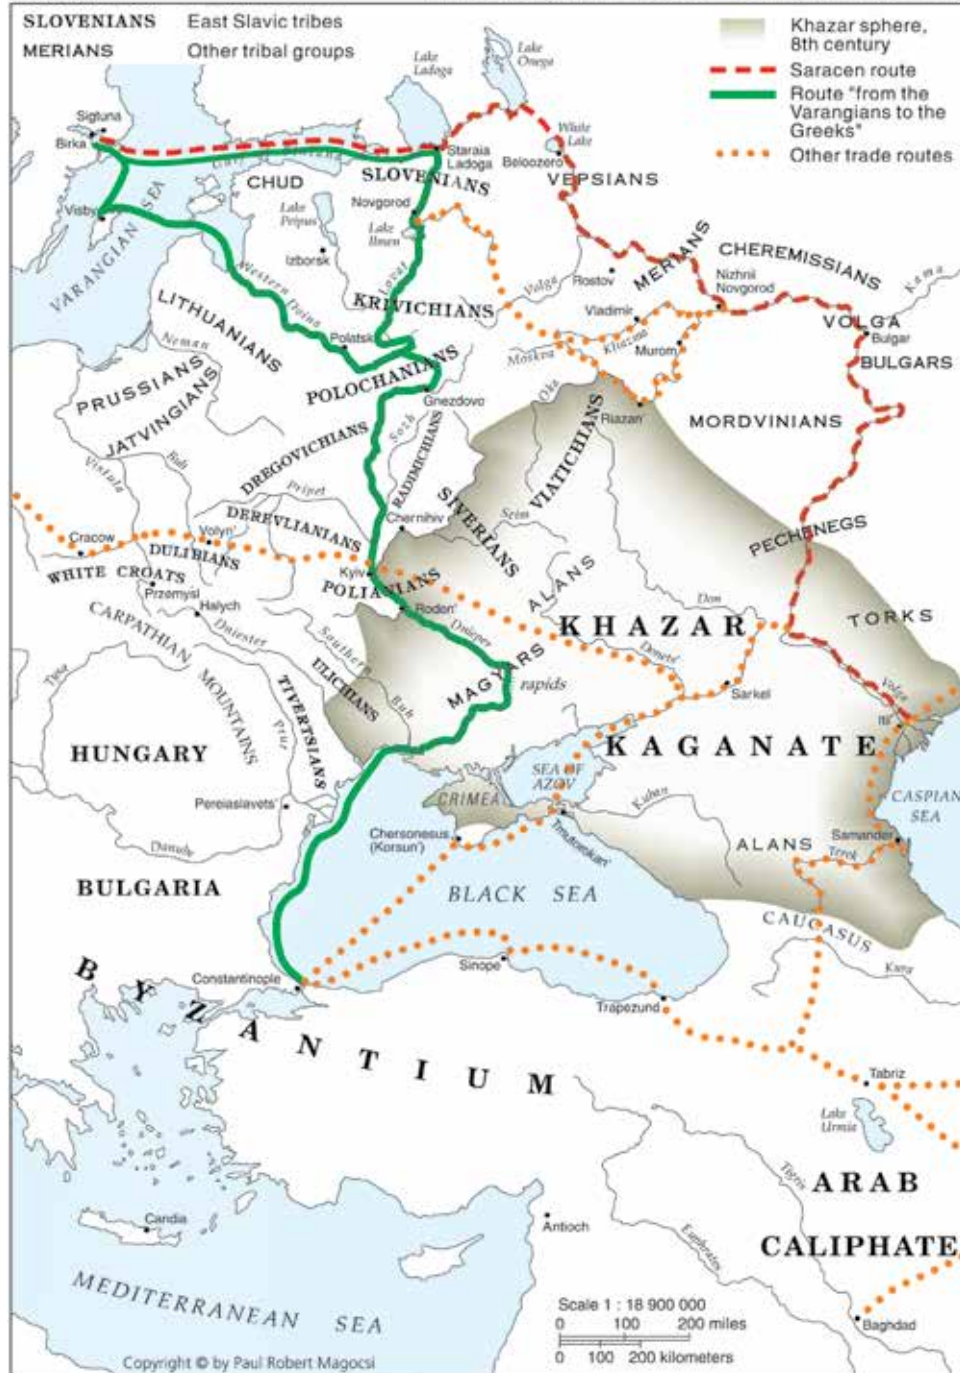 SLOVENIANS East Slavic tribes
MERIANS Other tribal groups
Khazar sphere,
8th century
Saracen route
Route "from the
Varangians to the
Greeks"
Other trade routes
Lake
Ladoga
Lake
Onega
Sigtuna
Birka
Staraia
Ladoga
White
Lake
Beloozero
Gulf
SLOVENIANS
VEPSIANS
CHUD
Visby
VARANGIAN SEA
Novgorod
Lake
Peipus
Lake
Ilmen
Izborsk
Lovat
MERIANS
CHEREMISSIANS
Rostov
Volga
Nizhnii
Novgorod
Kama
Western Dvina
KRIVICHIANS
LITHUANIANS
Vladimir
VOLGA
Bulgar
BULGARS
Neman
Polatsk
Moskva
Khazma
Murom
PRUSSIANS
POLOCHANIANS
JATVINGIANS
Gnezdovo
Oka
Riazan'
MORDVINIANS
DREGOVICHIANS
Sozh
RADIMICHIANS
VIATICHIANS
Vistula
Buh
Pripet
SIVERIANS
Seim
Chernihiv
DEREVLIANIANS
PECHENEGS
Cracow
Volyn'
DULIBIANS
Kyiv
POLIANIANS
ALANS
WHITE CROATS
Przemysl
Halych
Roden'
Don
TORKS
KHAZAR
CARPATHIAN
MOUNTAINS
Dniester
Southern
Buh
Dnieper
Donets'
MAGYARS
rapids
Sarkel
Volga
Itil
Tysa
ULICHIANS
TIVERTSIANS
Prut
HUNGARY
KAGANATE
SEA OF
AZOV
CRIMEA
CASPIAN
SEA
Pereiaslavets'
Kuban
Chersonesus
(Korsun')
Tmutorokan'
Samander
Danube
ALANS
Terek
BULGARIA
BLACK SEA
CAUCASUS
Constantinople
Sinope
Kura
BYZANTIUM
Trapezund
Tabriz
Lake
Urmia
Tigris
ARAB
Candia
Antioch
Euphrates
CALIPHATE
MEDITERRANEAN SEA
Scale 1 : 18 900 000
0 100 200 miles
0 100 200 kilometers
Baghdad
Copyright © by Paul Robert Magocsi